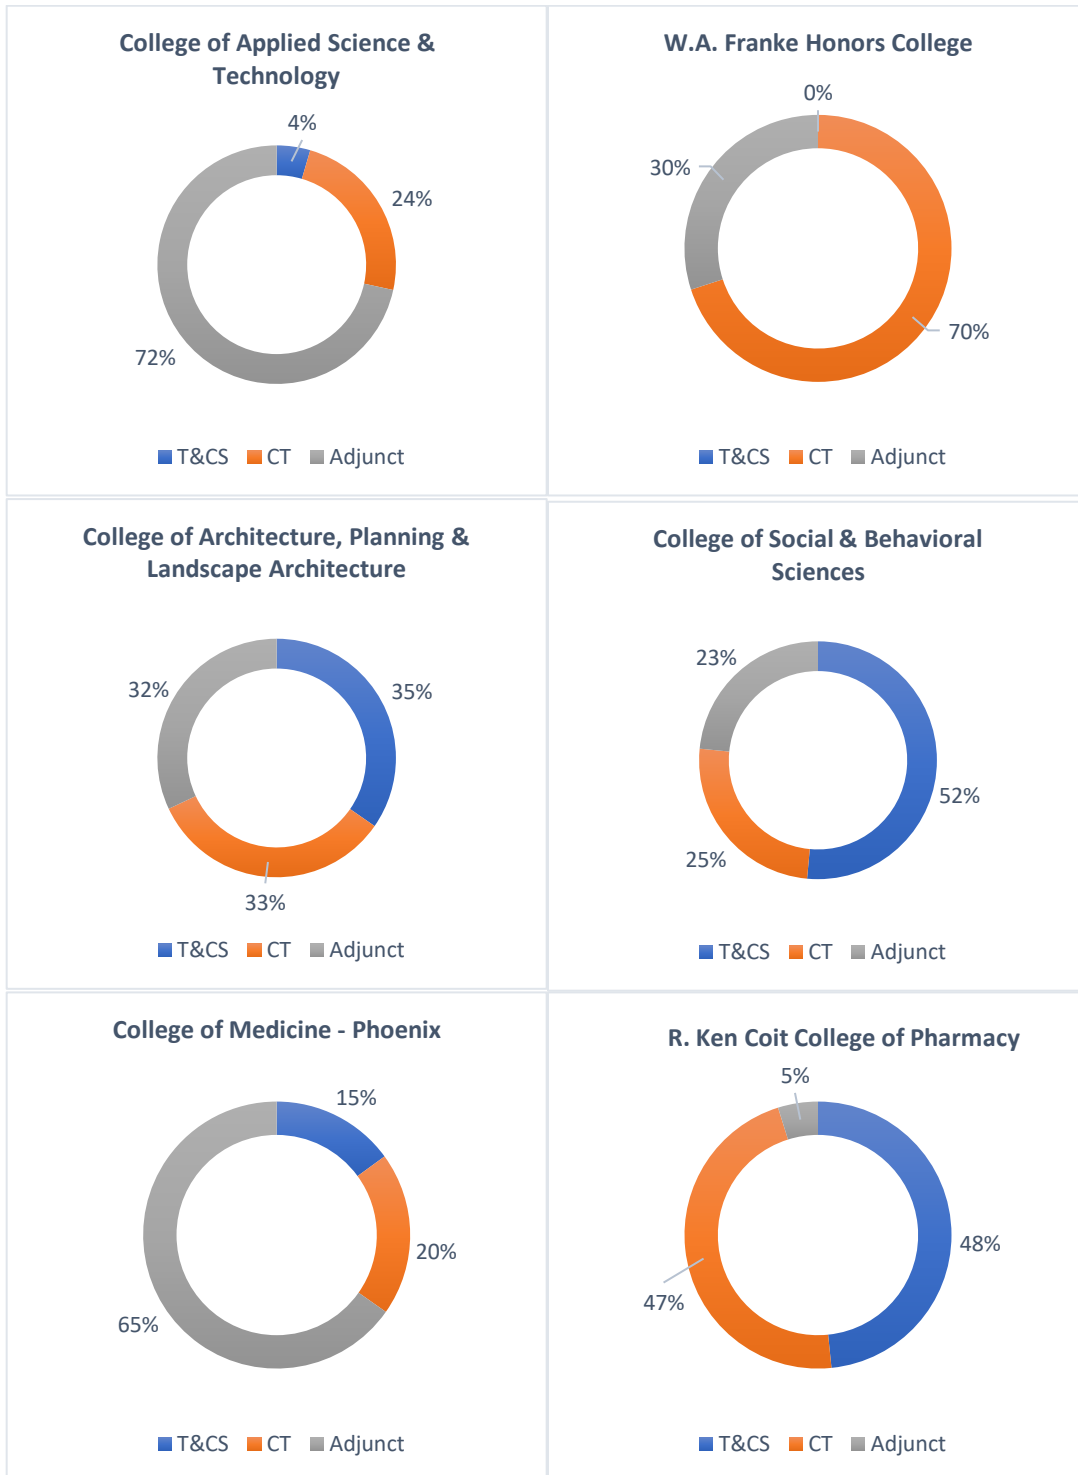 College of Applied Science &
Technology
4%
24%
72%
T&CS CT Adjunct
W.A. Franke Honors College
0%
30%
70%
T&CS CT Adjunct
College of Architecture, Planning &
Landscape Architecture
32%
35%
33%
T&CS CT Adjunct
College of Social & Behavioral
Sciences
23%
52%
25%
T&CS CT Adjunct
College of Medicine - Phoenix
15%
20%
65%
T&CS CT Adjunct
R. Ken Coit College of Pharmacy
5%
48%
47%
T&CS CT Adjunct